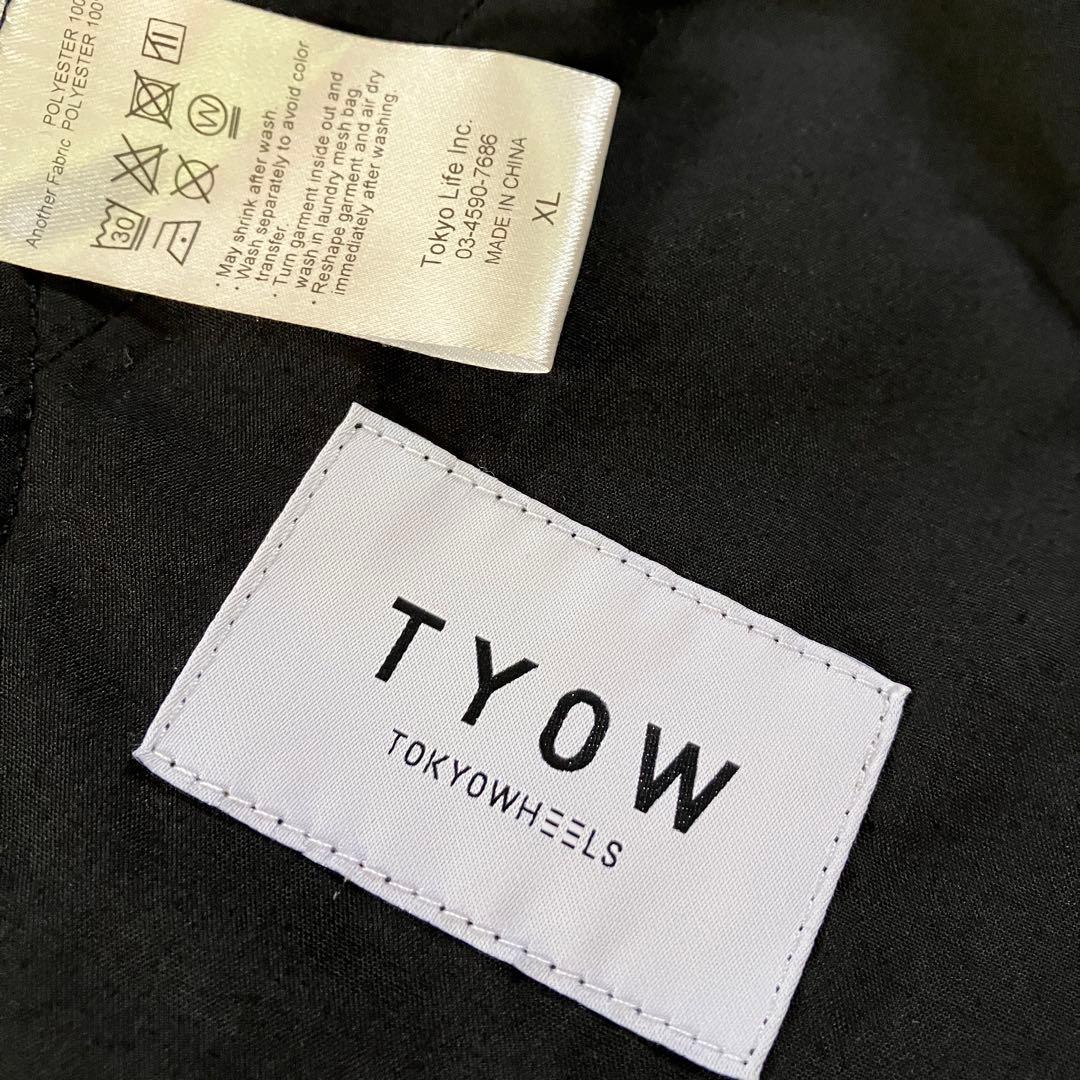 POLYESTER 100
Another Fabric POLYESTER 100
30
W
· May shrink after wash.
· Wash separately to avoid color
transfer.
· Turn garment inside out and
wash in laundry mesh bag.
· Reshape garment and air dry
immediately after washing.
Tokyo Life Inc.
03-4590-7686
MADE IN CHINA
XL
TYOW
TOKYOWHEELS